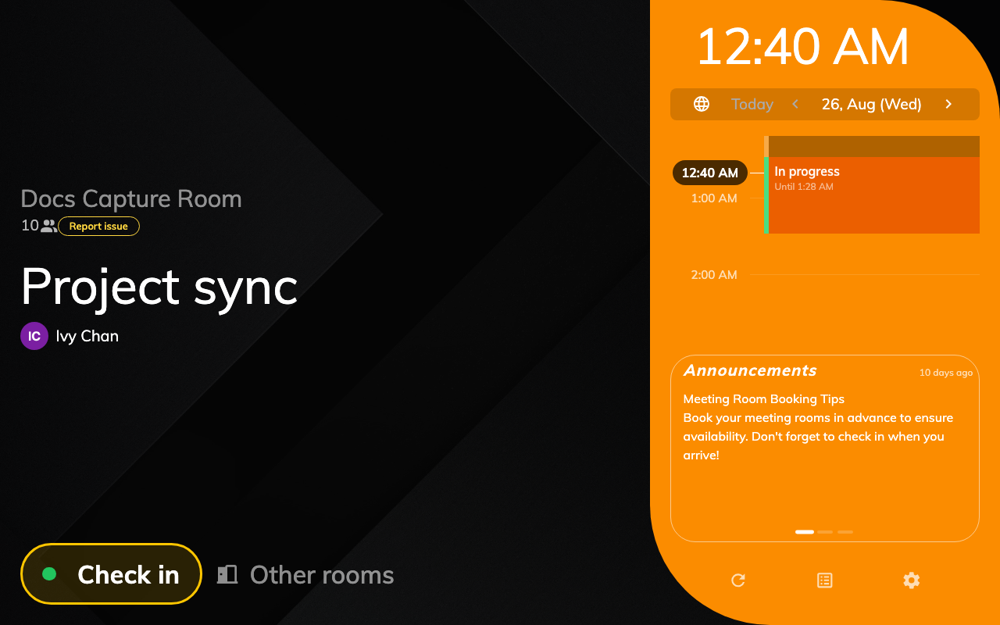 Docs Capture Room
10
Report issue
Project sync
IC
Ivy Chan
Check in
Other rooms
12:40 AM
Today
26, Aug (Wed)
12:40 AM
1:00 AM
2:00 AM
In progress
Until 1:28 AM
Announcements
10 days ago
Meeting Room Booking Tips
Book your meeting rooms in advance to ensure
availability. Don't forget to check in when you
arrive!